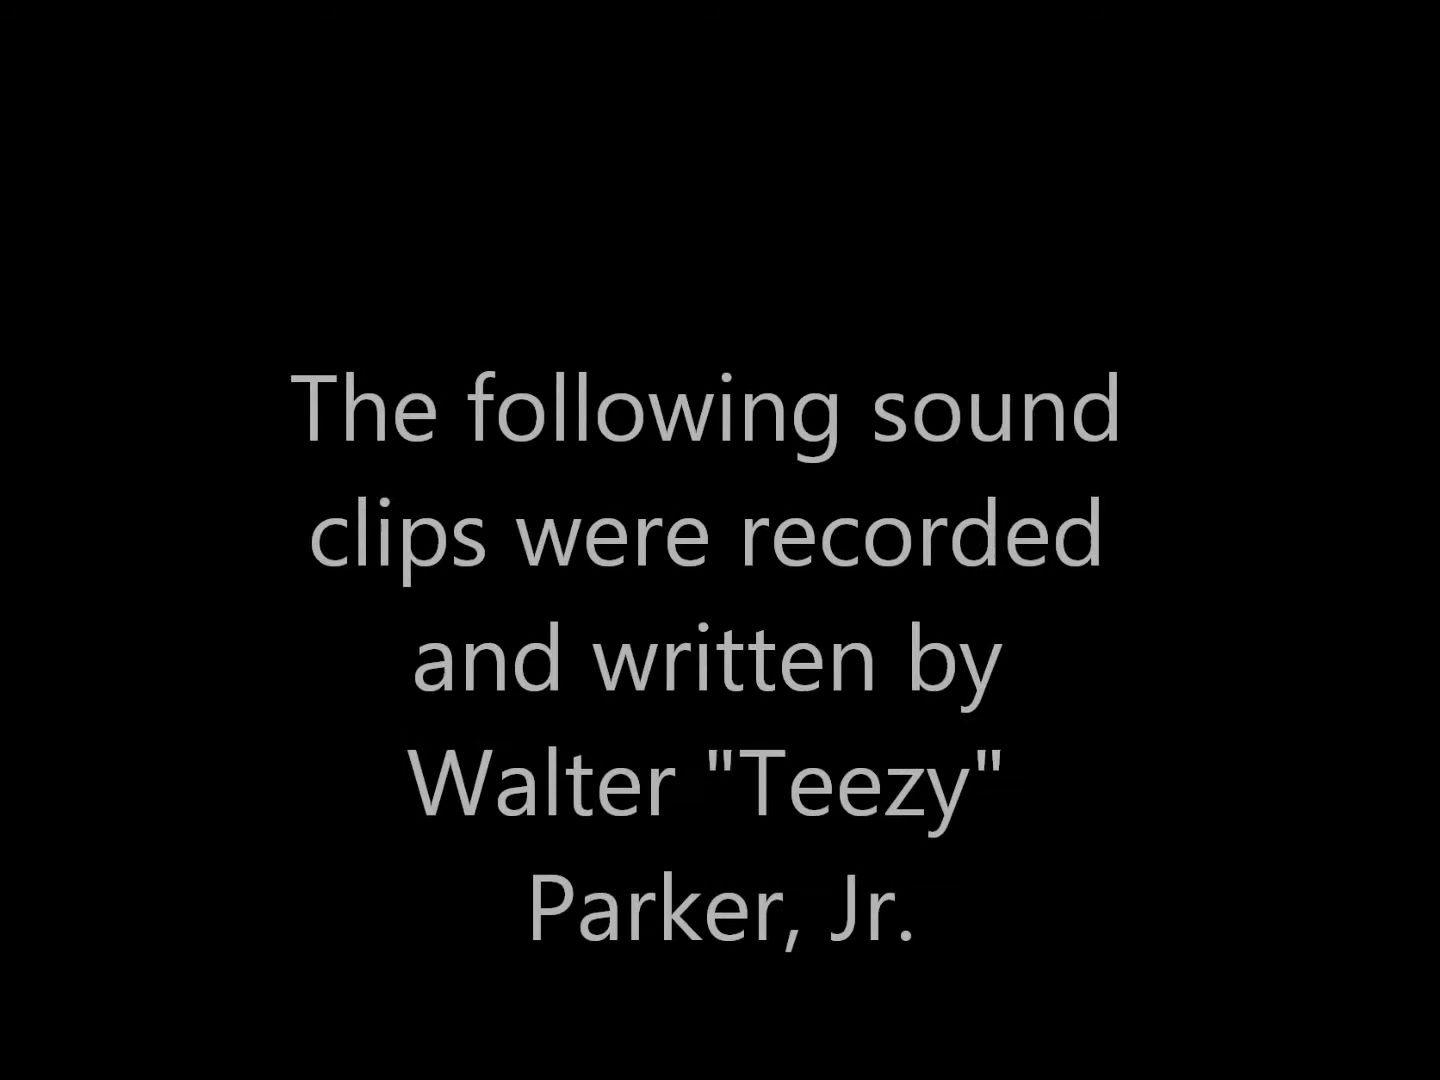 The following sound
clips were recorded
and written by
Walter "Teezy"
Parker, Jr.